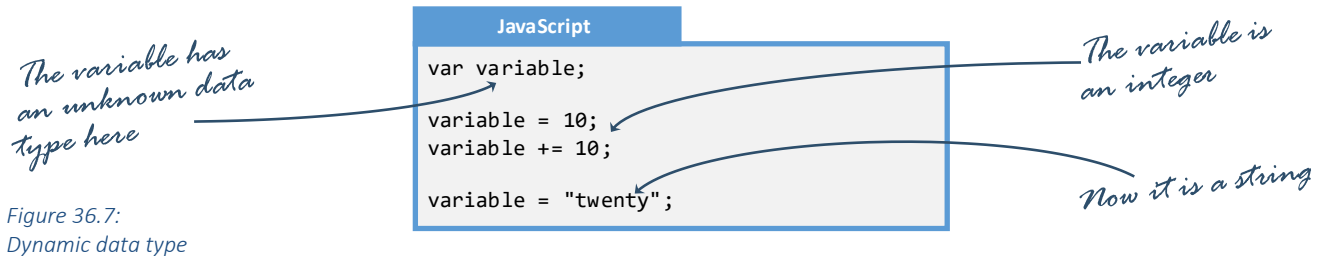 JavaScript
The variable has
an unknown data
type here
var variable;
variable = 10;
variable += 10;
variable = "twenty";
The variable is
an integer
Now it is a string
Figure 36.7:
Dynamic data type